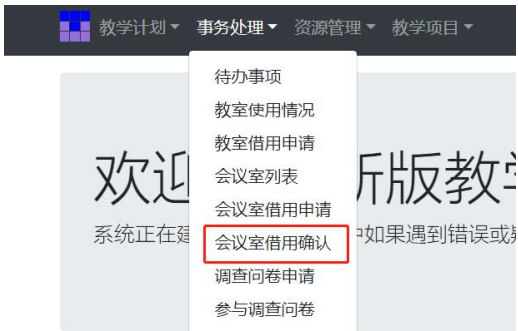 教学计划 事务处理 资源管理 教学项目
待办事项
教室使用情况
教室借用申请
会议室列表
会议室借用申请
会议室借用确认
调查问卷申请
参与调查问卷
欢迎 新版教学
系统正在建 中如果遇到错误或